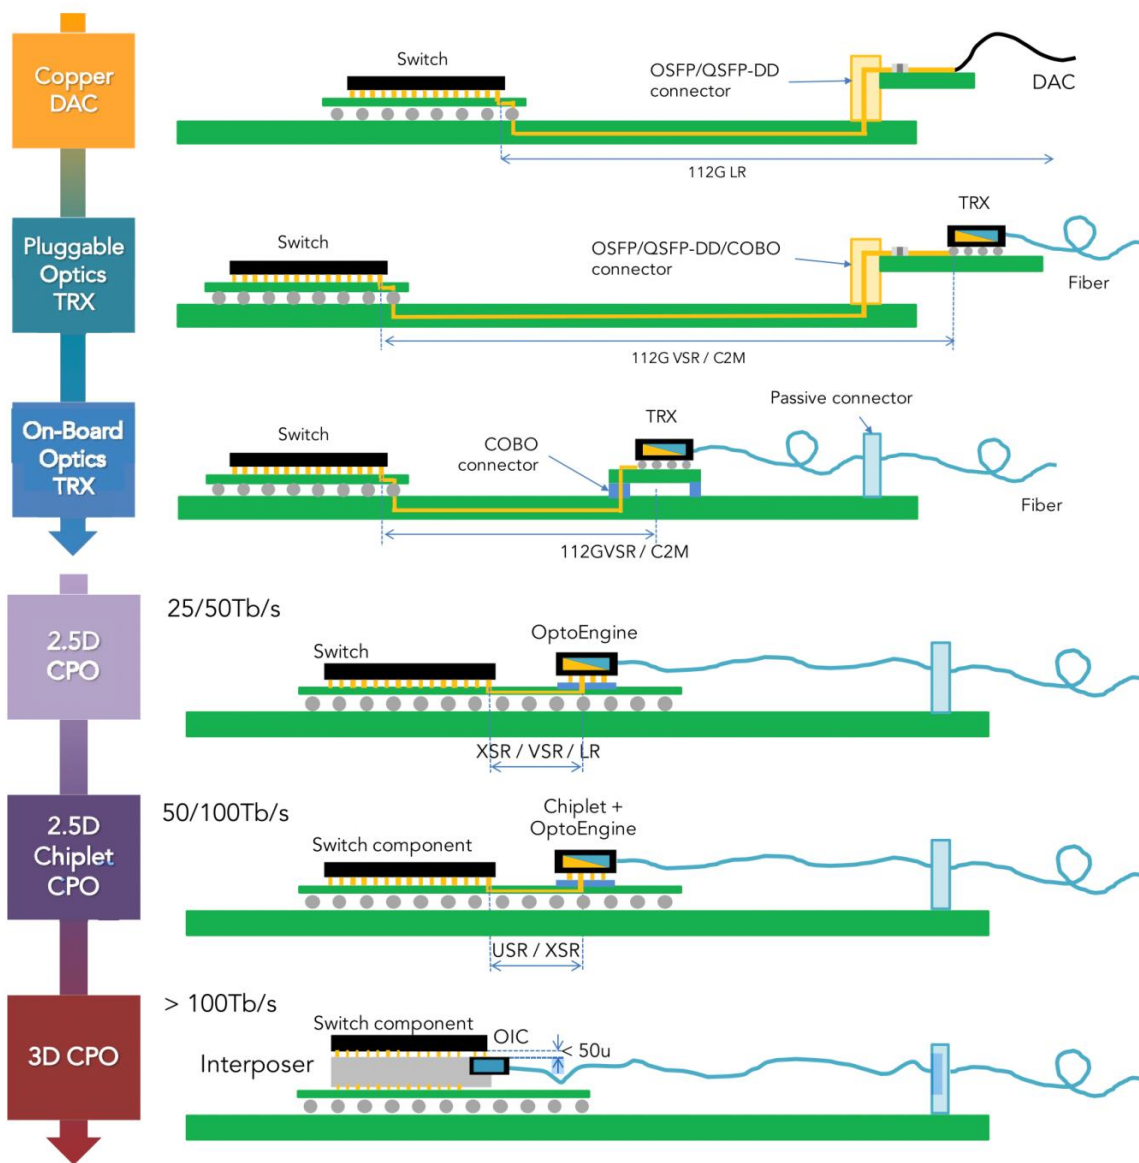 Copper
DAC
Switch
OSFP/QSFP-DD
connector
DAC
112G LR
Pluggable
Optics
TRX
Switch
OSFP/QSFP-DD/COBO
connector
TRX
Fiber
112G VSR / C2M
On-Board
Optics
TRX
Switch
COBO
connector
TRX
Passive connector
Fiber
112GVSR / C2M
2.5D
CPO
25/50Tb/s
Switch
OptoEngine
XSR / VSR / LR
2.5D
Chiplet
CPO
50/100Tb/s
Switch component
Chiplet +
OptoEngine
USR / XSR
3D CPO
> 100Tb/s
Switch component
OIC
< 50u
Interposer